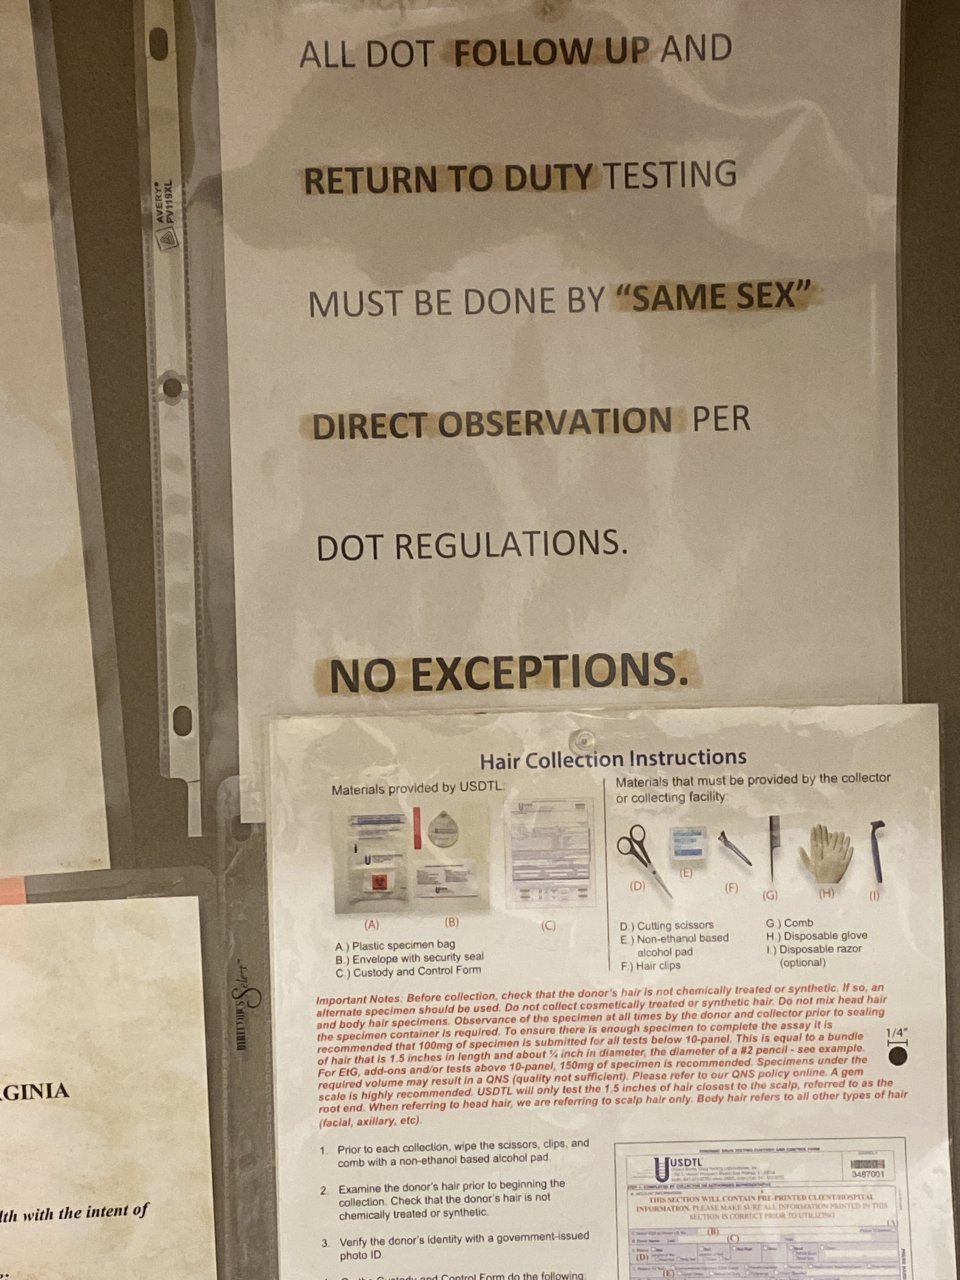 ALL DOT FOLLOW UP AND
RETURN TO DUTY TESTING
MUST BE DONE BY “SAME SEX”
DIRECT OBSERVATION PER
DOT REGULATIONS.
NO EXCEPTIONS.
AVERY®
PV119XL
Hair Collection Instructions
Materials provided by USDTL:
(A)
(B)
(C)
A.) Plastic specimen bag
B.) Envelope with security seal
C.) Custody and Control Form
Materials that must be provided by the collector
or collecting facility:
(D)
(E)
(F)
(G)
(H)
(I)
D.) Cutting scissors
E.) Non-ethanol based
alcohol pad
F.) Hair clips
G.) Comb
H.) Disposable glove
I.) Disposable razor
(optional)
Important Notes: Before collection, check that the donor's hair is not chemically treated or synthetic. If so, an
alternate specimen should be used. Do not collect cosmetically treated or synthetic hair. Do not mix head hair
and body hair specimens. Observance of the specimen at all times by the donor and collector prior to sealing
the specimen container is required. To ensure there is enough specimen to complete the assay it is
recommended that 100mg of specimen is submitted for all tests below 10-panel. This is equal to a bundle
of hair that is 1.5 inches in length and about ¼ inch in diameter, the diameter of a #2 pencil - see example.
For EtG, add-ons and/or tests above 10-panel, 150mg of specimen is recommended. Specimens under the
required volume may result in a QNS (quality not sufficient). Please refer to our QNS policy online. A gem
scale is highly recommended. USDTL will only test the 1.5 inches of hair closest to the scalp, referred to as the
root end. When referring to head hair, we are referring to scalp hair only. Body hair refers to all other types of hair
(facial, axillary, etc).
1/4"
1. Prior to each collection, wipe the scissors, clips, and
comb with a non-ethanol based alcohol pad.
2. Examine the donor's hair prior to beginning the
collection. Check that the donor's hair is not
chemically treated or synthetic.
3. Verify the donor's identity with a government-issued
photo ID.
Custody and Control Form do the following:
USDTL
3487001
THIS SECTION WILL CONTAIN PRE-PRINTED CLIENT/HOSPITAL
INFORMATION. PLEASE MAKE SURE ALL INFORMATION PRINTED IN THIS
SECTION IS CORRECT PRIOR TO UTILIZING
(A)
(B)
(C)
(D)
(E)
DIRECTOR'S Select™
GINIA
lth with the intent of